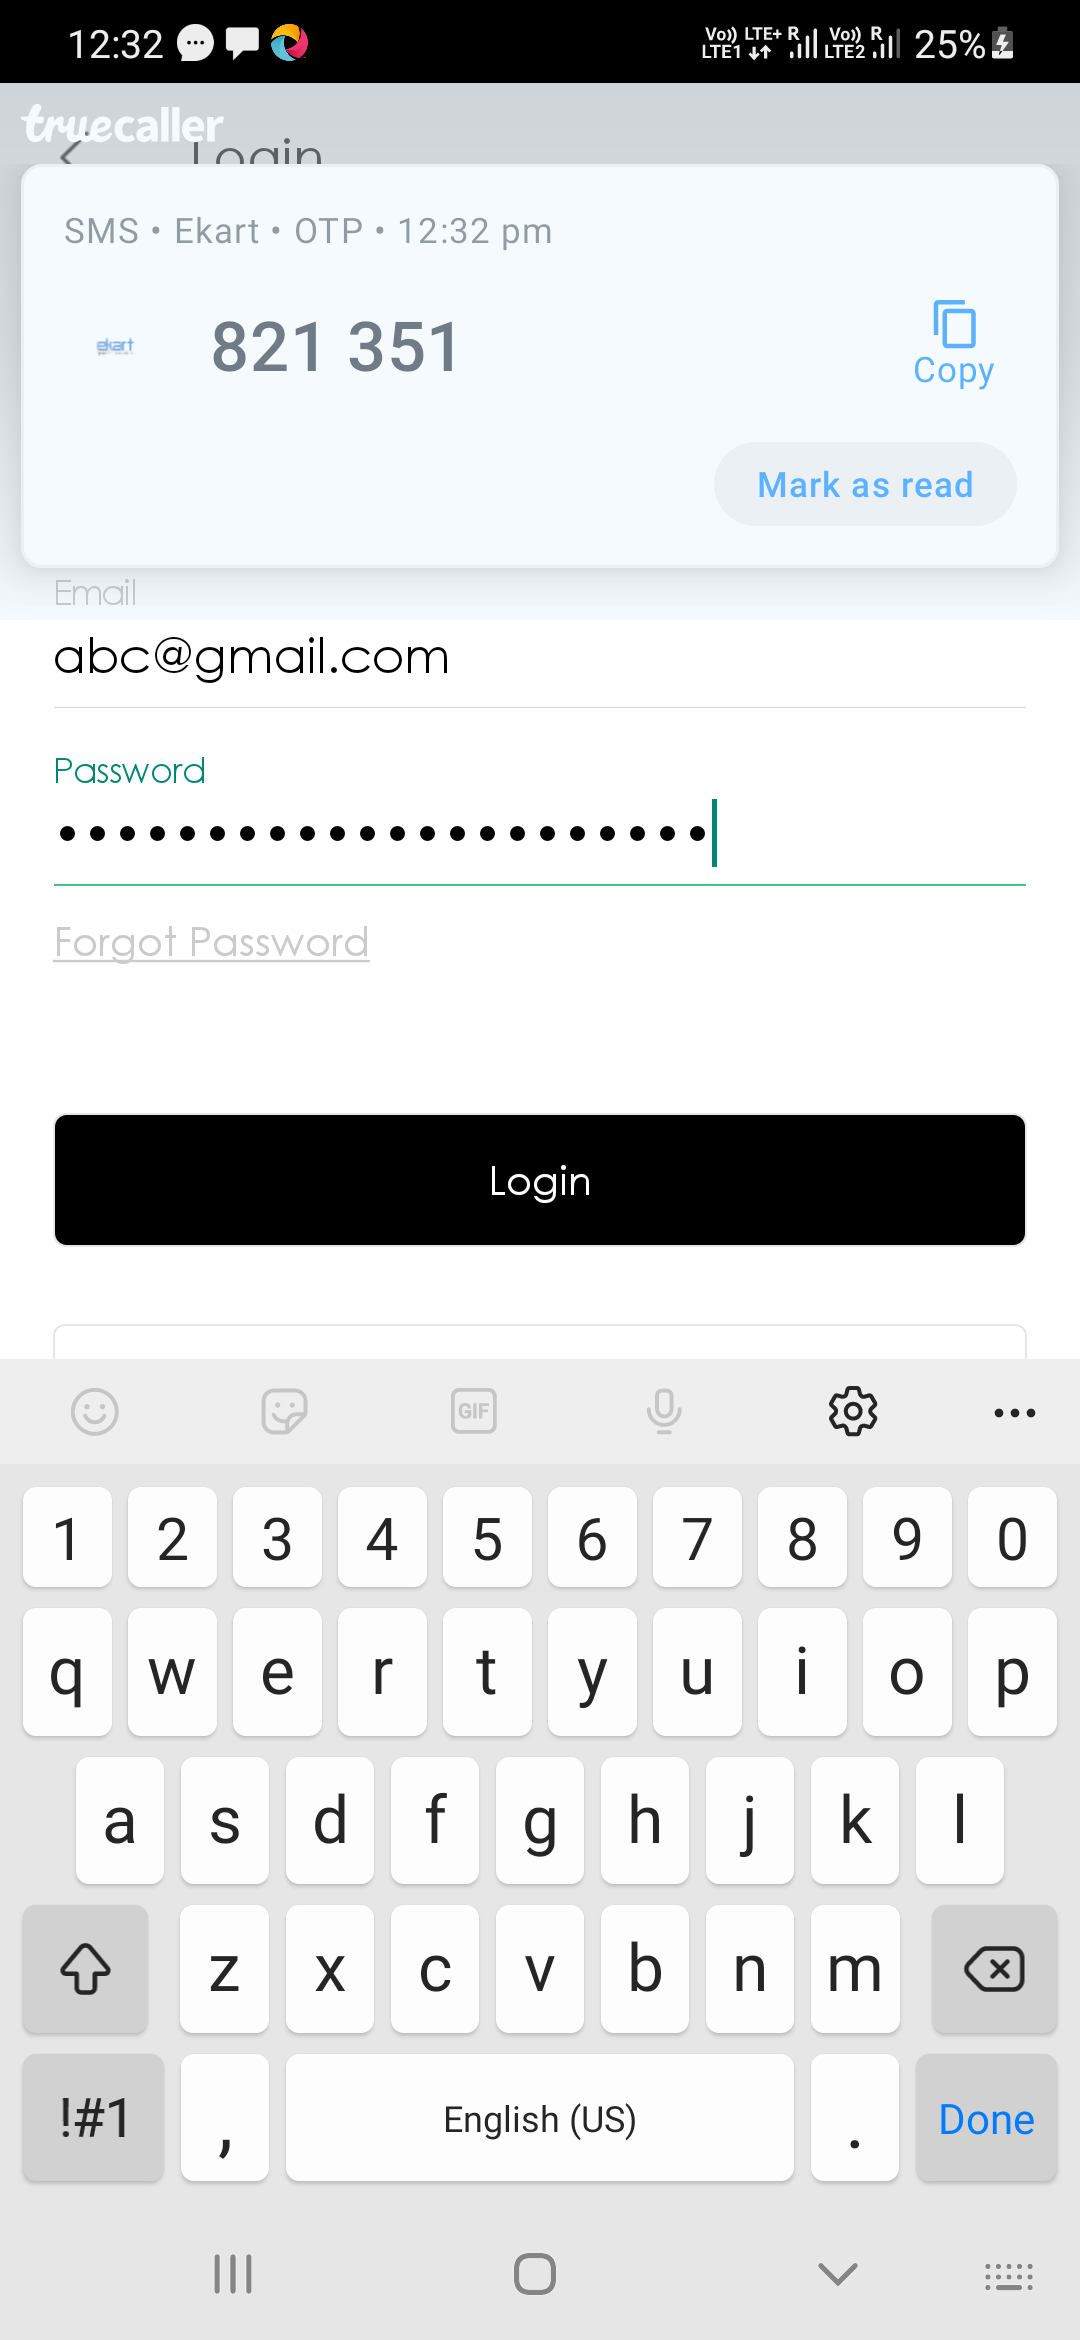 12:32
Vo)) LTE+ R Vo)) R 25%
LTE1 LTE2
truecaller
Login
SMS • Ekart • OTP • 12:32 pm
ekart
821 351
Copy
Mark as read
Email
abc@gmail.com
Password
••••••••••••••••••••••
Forgot Password
Login
GIF
1 2 3 4 5 6 7 8 9 0
q w e r t y u i o p
a s d f g h j k l
z x c v b n m
!#1 , English (US) . Done